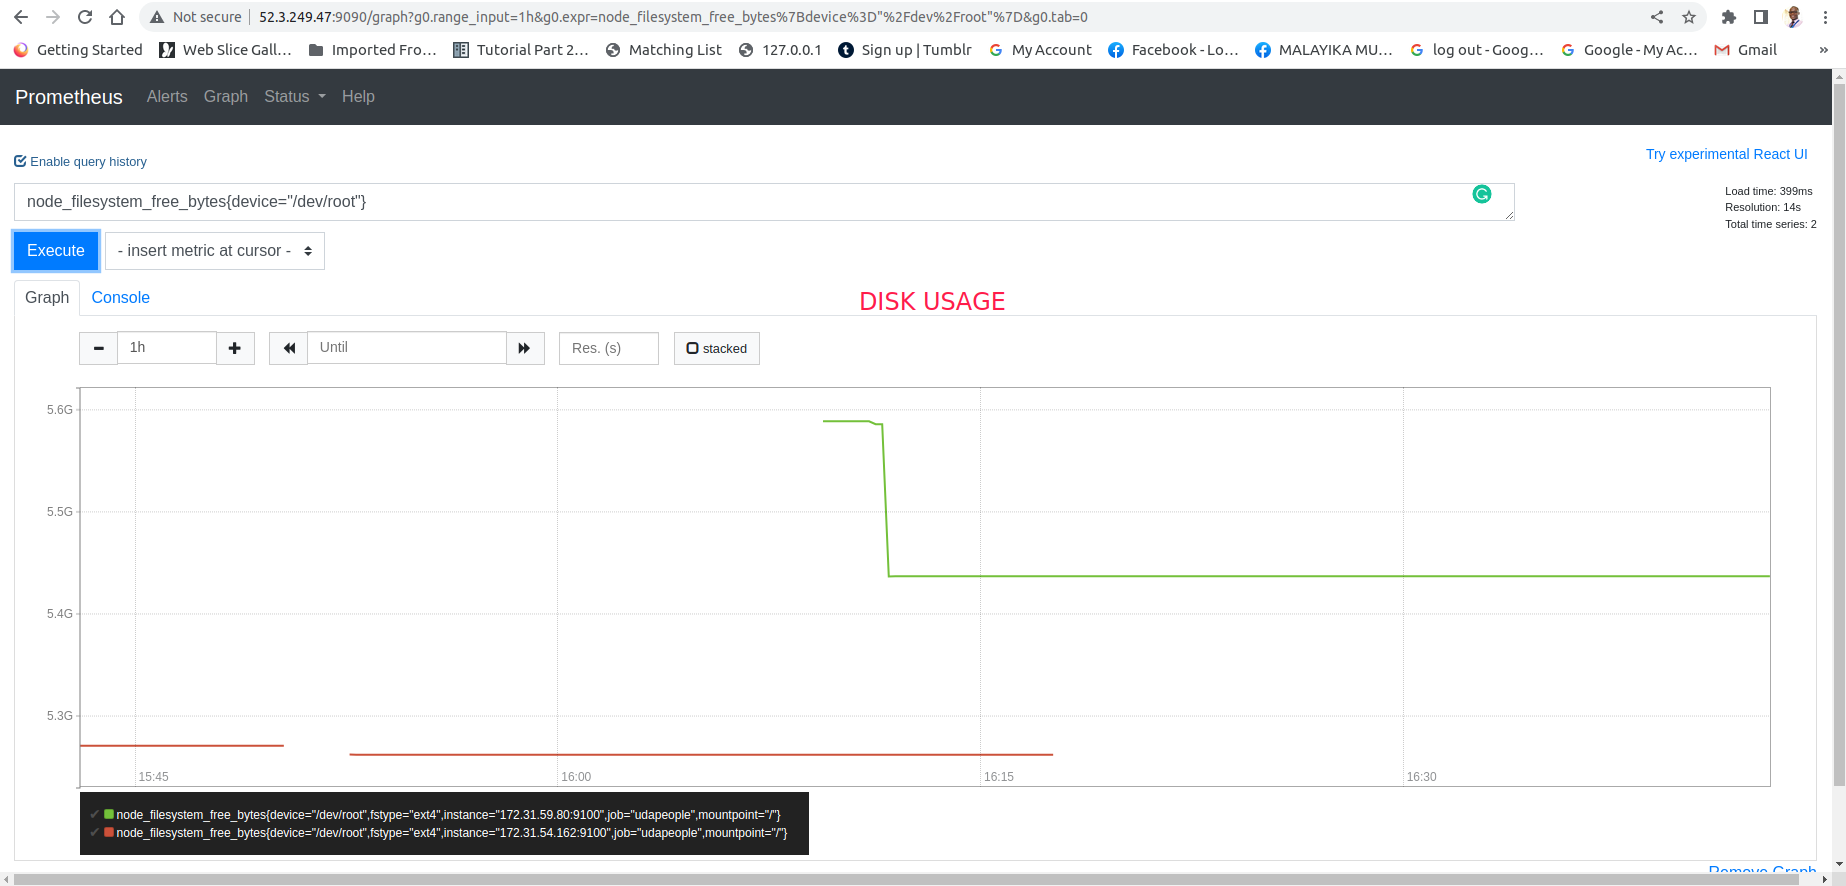 Not secure
52.3.249.47:9090/graph?g0.range_input=1h&g0.expr=node_filesystem_free_bytes%7Bdevice%3D"%2Fdev%2Froot"%7D&g0.tab=0
Getting Started
Web Slice Gall...
Imported Fro...
Tutorial Part 2...
Matching List
127.0.0.1
Sign up | Tumblr
My Account
Facebook - Lo...
MALAYIKA MU...
log out - Goog...
Google - My Ac...
Gmail
»
Prometheus
Alerts
Graph
Status
Help
Enable query history
Try experimental React UI
node_filesystem_free_bytes{device="/dev/root"}
Load time: 399ms
Resolution: 14s
Total time series: 2
Execute
- insert metric at cursor -
Graph
Console
DISK USAGE
1h
Until
Res. (s)
stacked
5.6G
5.5G
5.4G
5.3G
15:45
16:00
16:15
16:30
node_filesystem_free_bytes{device="/dev/root",fstype="ext4",instance="172.31.59.80:9100",job="udapeople",mountpoint="/"}
node_filesystem_free_bytes{device="/dev/root",fstype="ext4",instance="172.31.54.162:9100",job="udapeople",mountpoint="/"}
Remove Graph